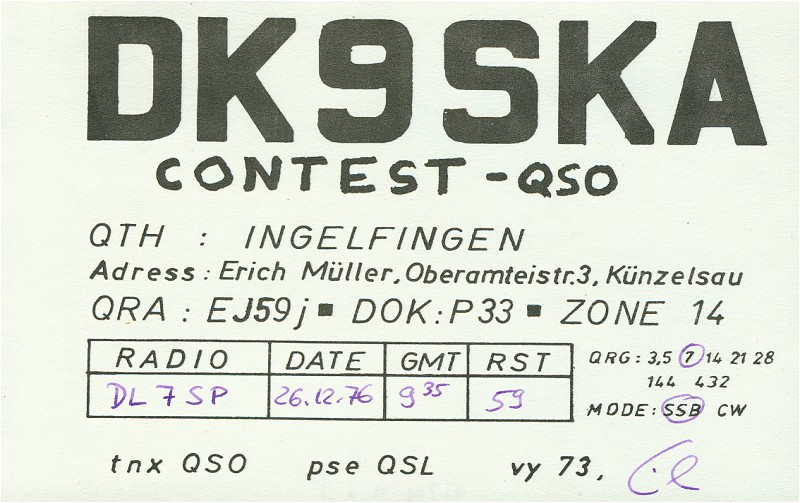 DK9SKA
CONTEST - QSO
QTH : INGELFINGEN
Adress : Erich Müller, Oberamteistr.3, Künzelsau
QRA : EJ59j ▪ DOK:P33 ▪ ZONE 14
RADIO DATE GMT RST
DL7SP 26.12.76 9 35 59
QRG: 3,5 7 14 21 28
144 432
MODE: SSB CW
tnx QSO pse QSL vy 73,